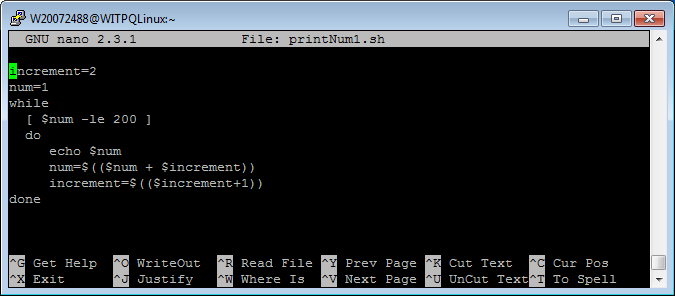 W20072488@WITPQLinux:~
GNU nano 2.3.1 File: printNum1.sh
increment=2
num=1
while
[ $num -le 200 ]
do
echo $num
num=$(($num + $increment))
increment=$(($increment+1))
done
^G Get Help ^O WriteOut ^R Read File ^Y Prev Page ^K Cut Text ^C Cur Pos
^X Exit ^J Justify ^W Where Is ^V Next Page ^U UnCut Text ^T To Spell